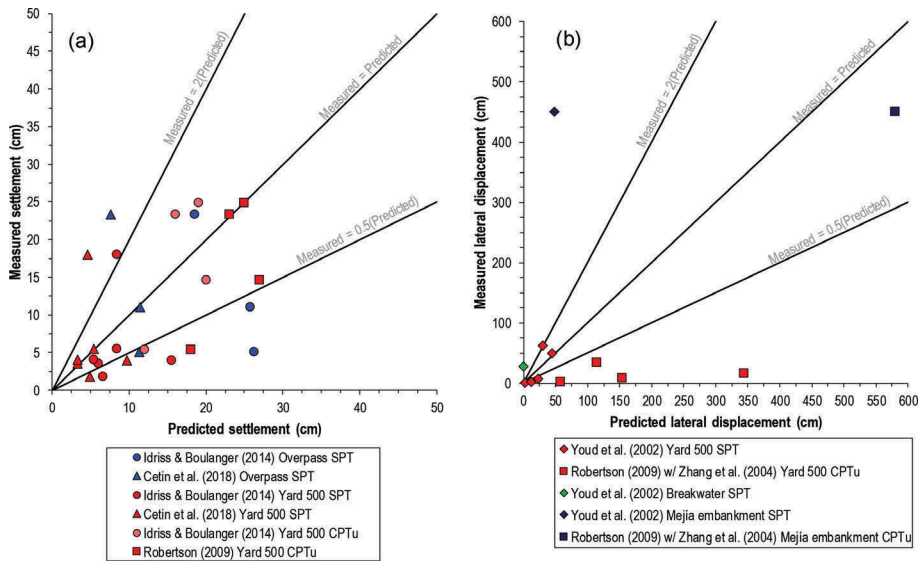 (a)
Measured settlement (cm)
50
45
40
35
30
25
20
15
10
5
0
Measured = 2(Predicted)
Measured = Predicted
Measured = 0.5(Predicted)
0 10 20 30 40 50
Predicted settlement (cm)
Idriss & Boulanger (2014) Overpass SPT
Cetin et al. (2018) Overpass SPT
Idriss & Boulanger (2014) Yard 500 SPT
Cetin et al. (2018) Yard 500 SPT
Idriss & Boulanger (2014) Yard 500 CPTu
Robertson (2009) Yard 500 CPTu
(b)
Measured lateral displacement (cm)
600
500
400
300
200
100
0
Measured = 2(Predicted)
Measured = Predicted
Measured = 0.5(Predicted)
0 50 100 150 200 250 300 350 400 450 500 550 600
Predicted lateral displacement (cm)
Youd et al. (2002) Yard 500 SPT
Robertson (2009) w/ Zhang et al. (2004) Yard 500 CPTu
Youd et al. (2002) Breakwater SPT
Youd et al. (2002) Mejia embankment SPT
Robertson (2009) w/ Zhang et al. (2004) Mejia embankment CPTu